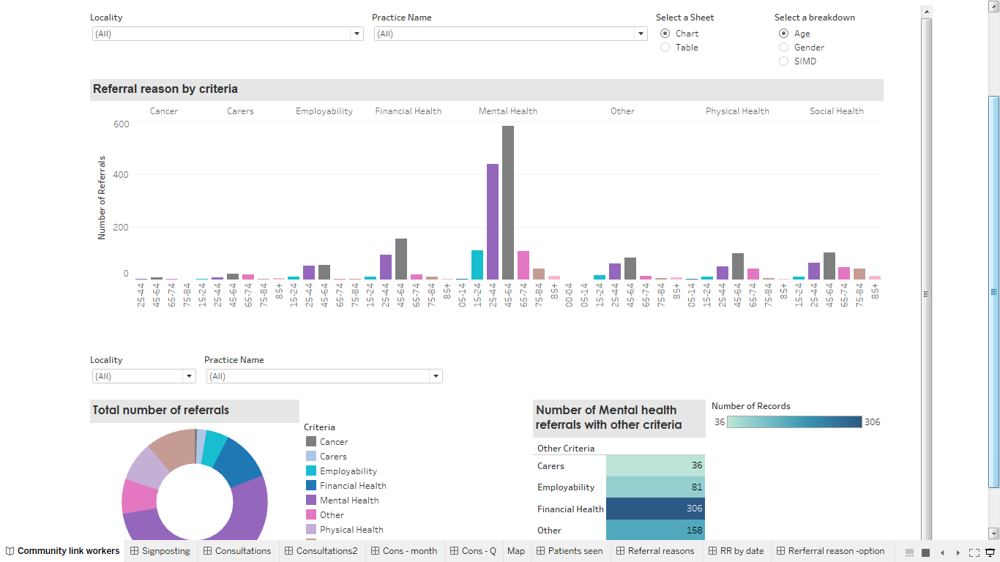 Locality
Practice Name
Select a Sheet
Select a breakdown
(All)
(All)
Chart
Age
Table
Gender
SIMD
Referral reason by criteria
Cancer Carers Employability Financial Health Mental Health Other Physical Health Social Health
Number of Referrals
600
400
200
0
25-44 45-64 65-74 75-84 15-24 25-44 45-64 65-74 75-84 85+ 15-24 25-44 45-64 65-74 75-84 15-24 25-44 45-64 65-74 75-84 85+ 05-14 15-24 25-44 45-64 65-74 75-84 85+ 00-04 05-14 15-24 25-44 45-64 65-74 75-84 85+ 05-14 15-24 25-44 45-64 65-74 75-84 85+ 15-24 25-44 45-64 65-74 75-84 85+
Locality
Practice Name
(All)
(All)
Total number of referrals
Criteria
Cancer
Carers
Employability
Financial Health
Mental Health
Other
Physical Health
Number of Mental health
referrals with other criteria
Number of Records
36 306
Other Criteria
Carers 36
Employability 81
Financial Health 306
Other 158
Community link workers Signposting Consultations Consultations2 Cons - month Cons - Q Map Patients seen Referral reasons RR by date Rerferral reason -option